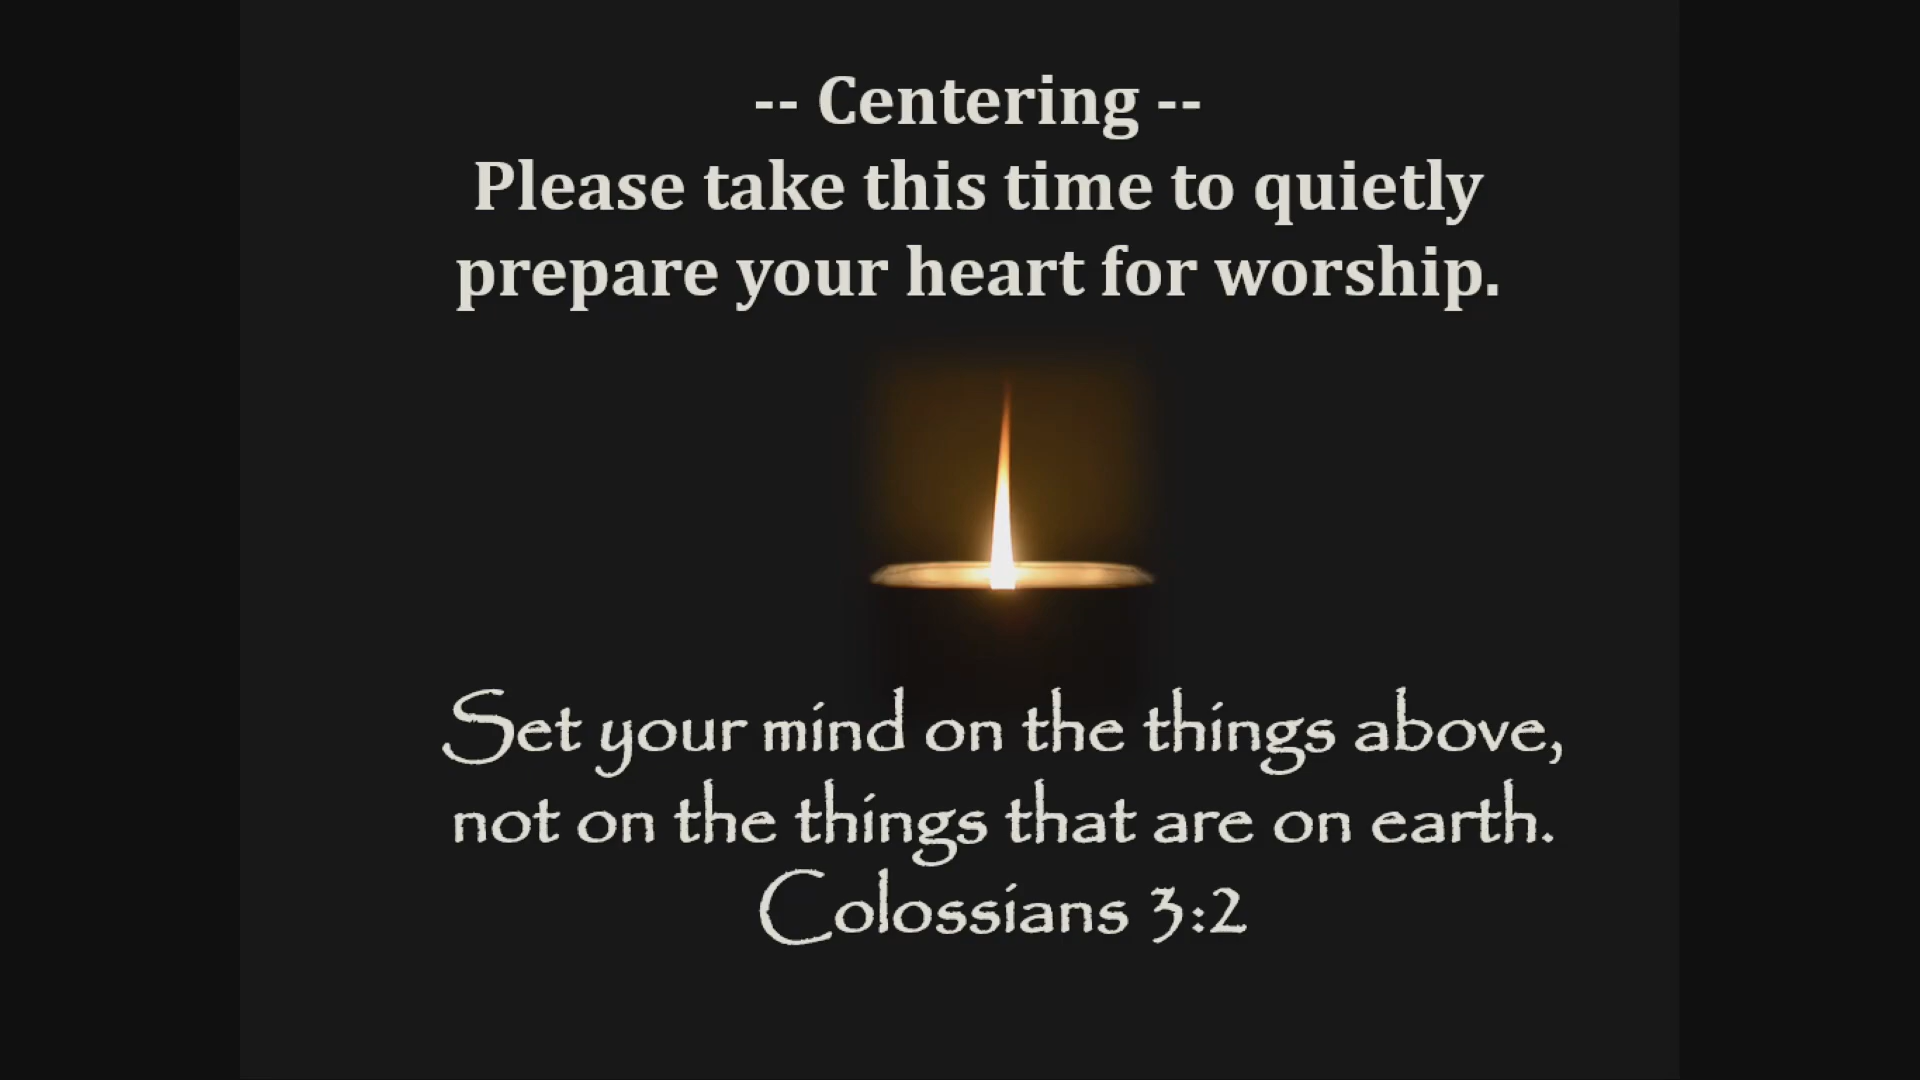 -- Centering --
Please take this time to quietly
prepare your heart for worship.
Set your mind on the things above,
not on the things that are on earth.
Colossians 3:2